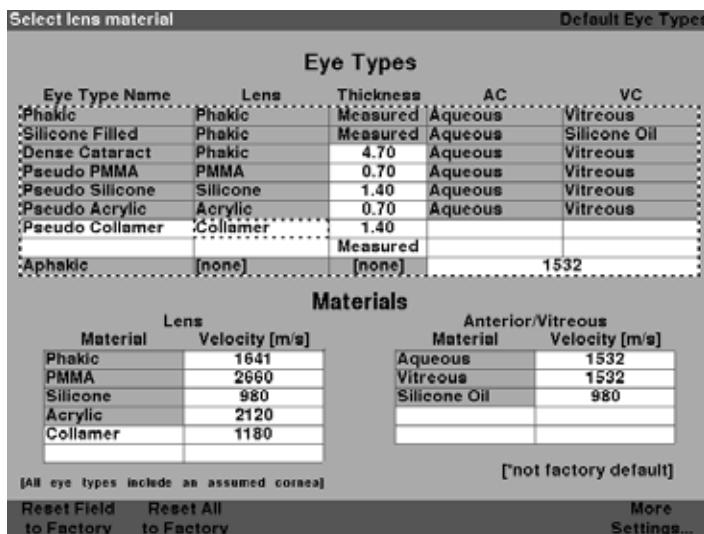 Select lens material Default Eye Types
Eye Types
Eye Type Name Lens Thickness AC VC
Phakic Phakic Measured Aqueous Vitreous
Silicone Filled Phakic Measured Aqueous Silicone Oil
Dense Cataract Phakic 4.70 Aqueous Vitreous
Pseudo PMMA PMMA 0.70 Aqueous Vitreous
Pseudo Silicone Silicone 1.40 Aqueous Vitreous
Pseudo Acrylic Acrylic 0.70 Aqueous Vitreous
Pseudo Collamer Collamer 1.40
Measured
Aphakic [none] [none] 1532
Materials
Lens Anterior/Vitreous
Material Velocity [m/s] Material Velocity [m/s]
Phakic 1641 Aqueous 1532
PMMA 2660 Vitreous 1532
Silicone 980 Silicone Oil 980
Acrylic 2120
Collamer 1180
[*not factory default]
[All eye types include an assumed cornea]
Reset Field Reset All More
to Factory to Factory Settings...